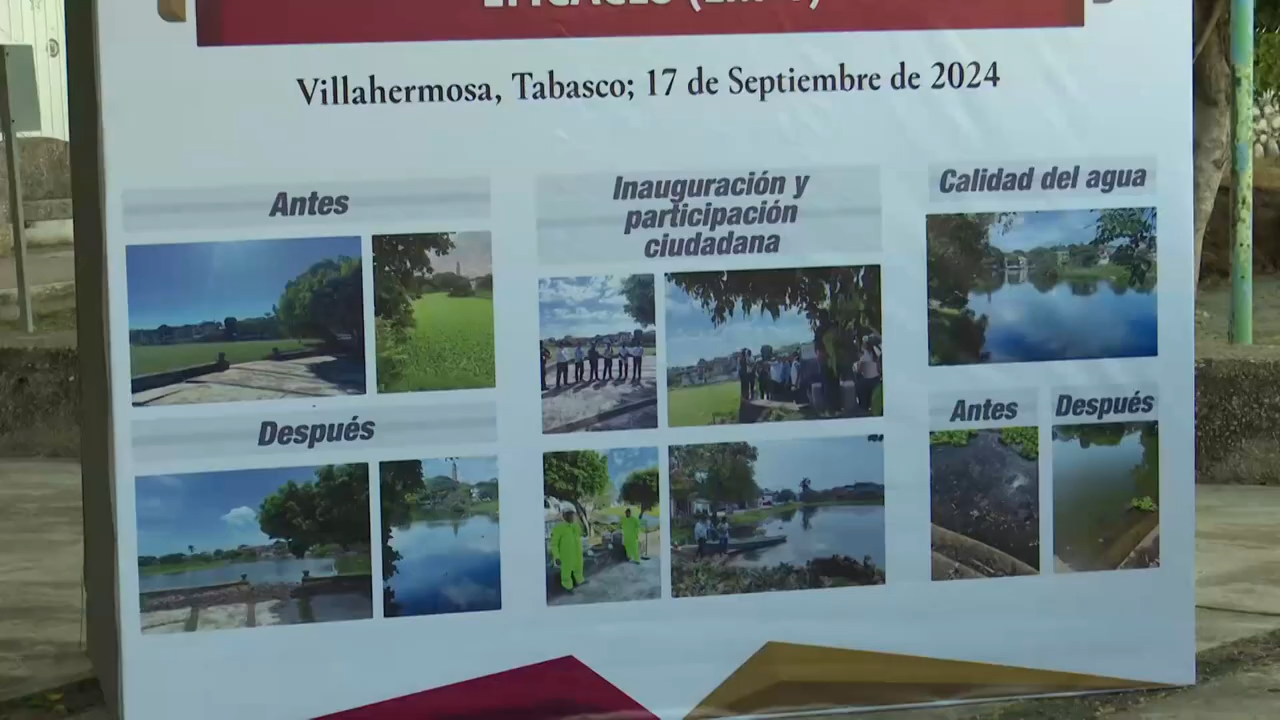 Villahermosa, Tabasco; 17 de Septiembre de 2024
Antes
Después
Inauguración y
participación
ciudadana
Calidad del agua
Antes
Después